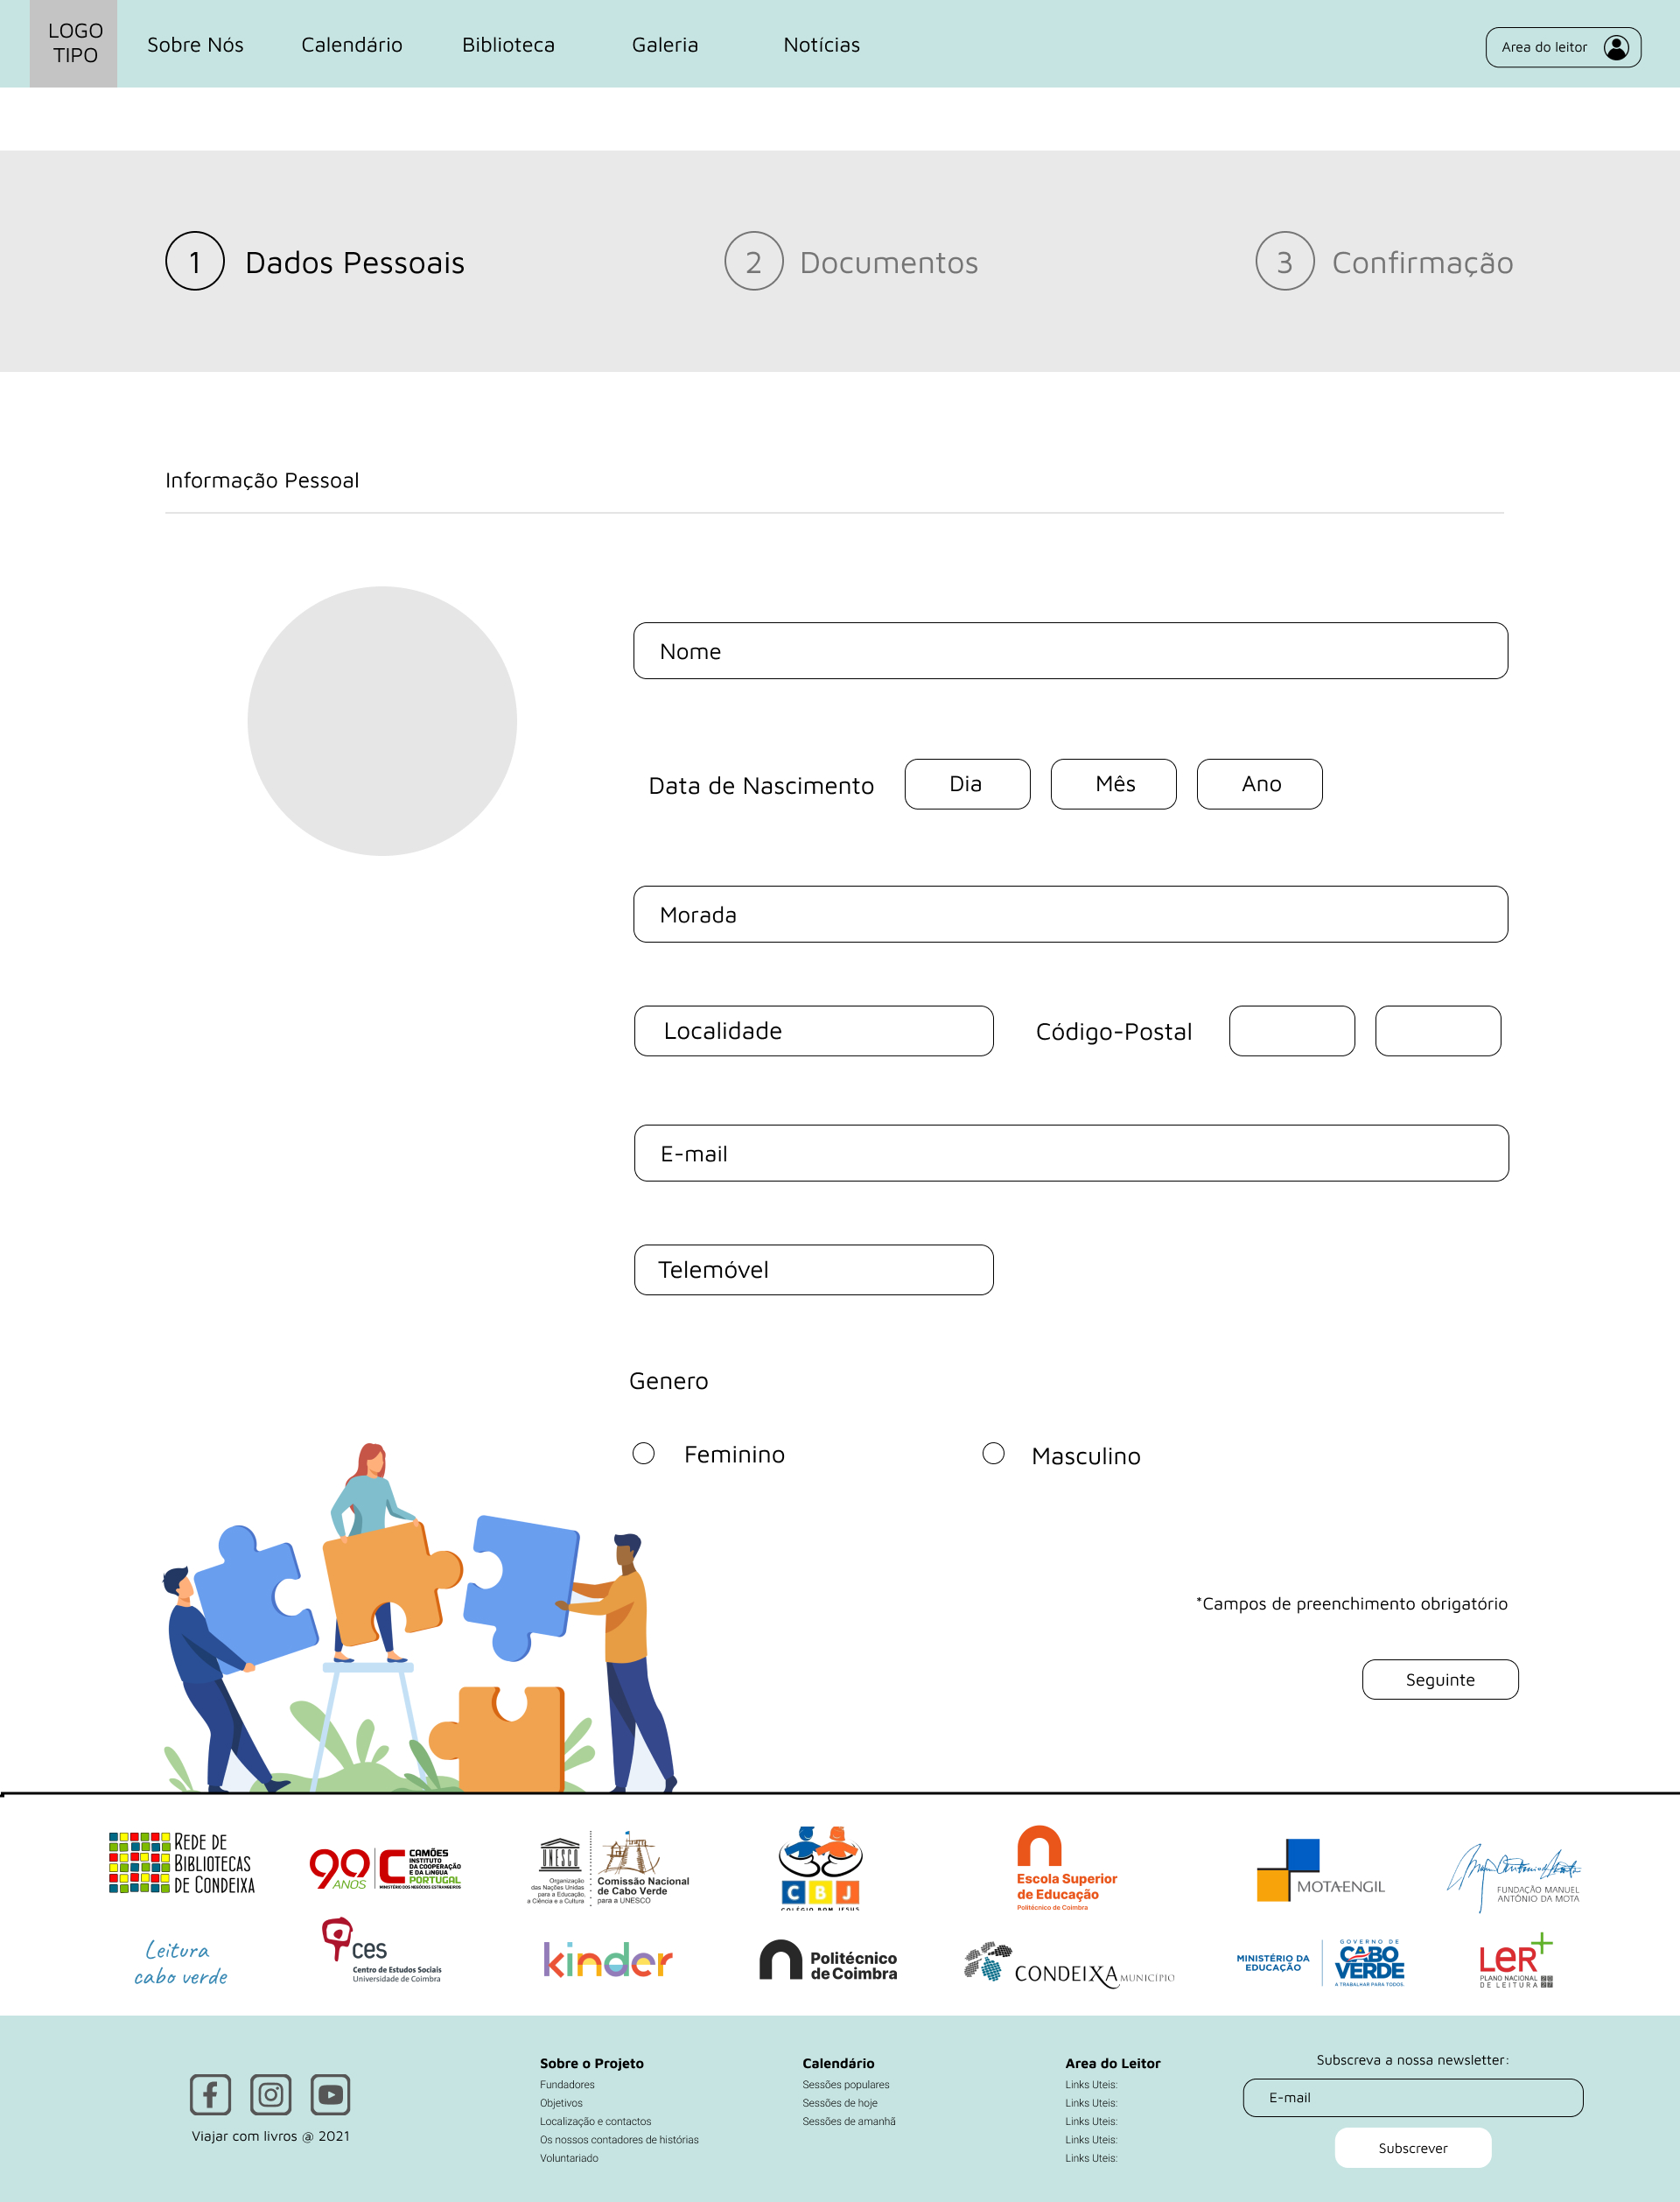 LOGO
TIPO
Sobre Nós
Calendário
Biblioteca
Galeria
Notícias
Area do leitor
1 Dados Pessoais
2 Documentos
3 Confirmação
Informação Pessoal
Nome
Data de Nascimento
Dia
Mês
Ano
Morada
Localidade
Código-Postal
E-mail
Telemóvel
Genero
Feminino
Masculino
*Campos de preenchimento obrigatório
Seguinte
REDE DE
BIBLIOTECAS
DE CONDEIXA
90 ANOS
CAMÕES
INSTITUTO
DA COOPERAÇÃO
E DA LÍNGUA
PORTUGAL
MINISTÉRIO DOS NEGÓCIOS ESTRANGEIROS
UNESCO
Organização
das Nações Unidas
para a Educação,
a Ciência e a Cultura
Comissão Nacional
de Cabo Verde
para a UNESCO
CBJ
COLÉGIO BOM JESUS
Escola Superior
de Educação
Politécnico de Coimbra
MOTAENGIL
FUNDAÇÃO MANUEL
ANTÓNIO DA MOTA
Leitura
cabo verde
ces
Centro de Estudos Sociais
Universidade de Coimbra
kinder
Politécnico
de Coimbra
CONDEIXA MUNICÍPIO
MINISTÉRIO DA
EDUCAÇÃO
GOVERNO DE
CABO
VERDE
A TRABALHAR PARA TODOS.
LeR+
PLANO NACIONAL
DE LEITURA
Viajar com livros @ 2021
Sobre o Projeto
Fundadores
Objetivos
Localização e contactos
Os nossos contadores de histórias
Voluntariado
Calendário
Sessões populares
Sessões de hoje
Sessões de amanhã
Area do Leitor
Links Uteis:
Links Uteis:
Links Uteis:
Links Uteis:
Links Uteis:
Subscreva a nossa newsletter:
E-mail
Subscrever